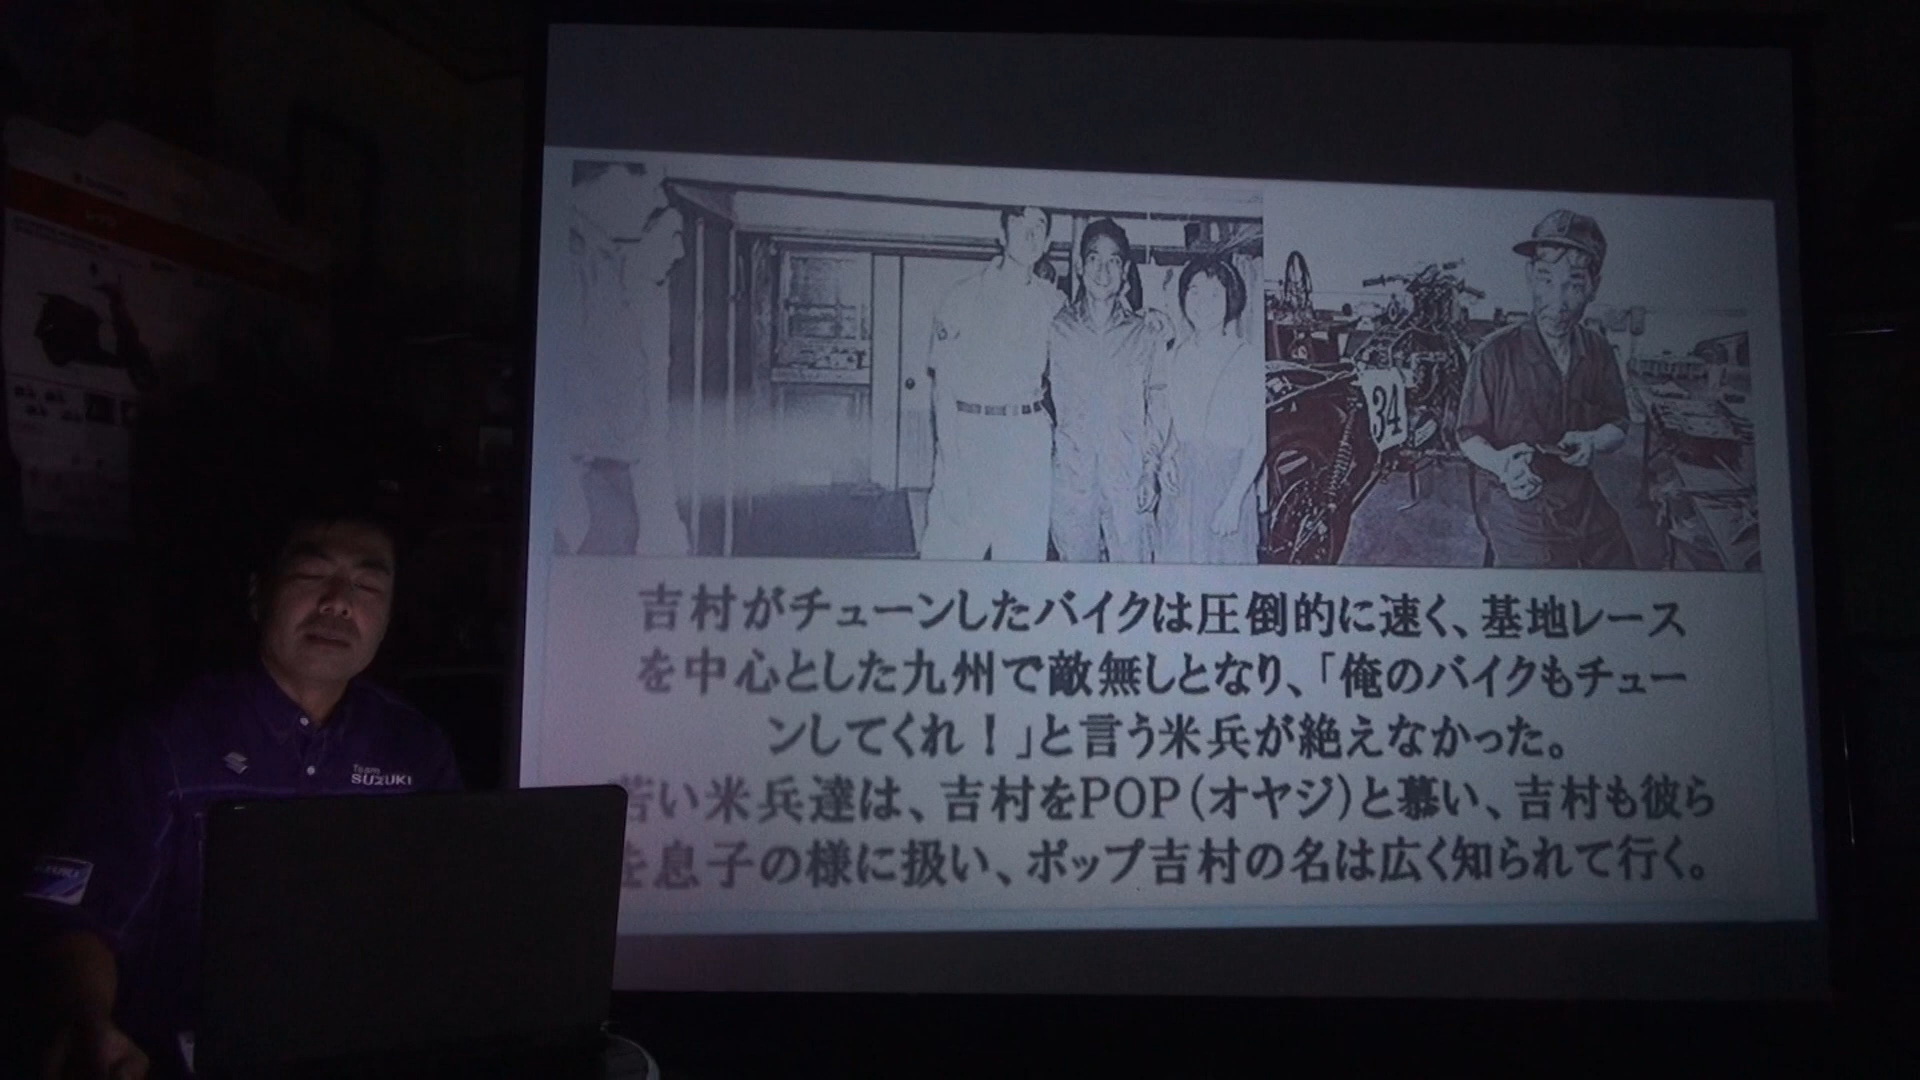 34
吉村がチューンしたバイクは圧倒的に速く、基地レース
を中心とした九州で敵無しとなり、「俺のバイクもチュー
ンしてくれ！」と言う米兵が絶えなかった。
若い米兵達は、吉村をPOP(オヤジ)と慕い、吉村も彼ら
を息子の様に扱い、ポップ吉村の名は広く知られて行く。
Team
SUZUKI